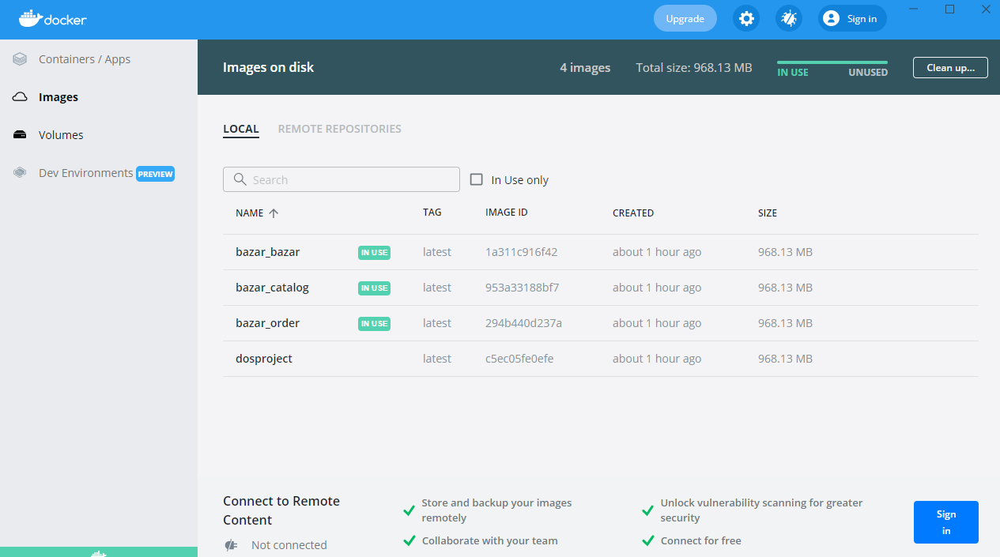 docker
Upgrade
Sign in
Containers / Apps
Images
Volumes
Dev Environments PREVIEW
Images on disk
4 images
Total size: 968.13 MB
IN USE UNUSED
Clean up...
LOCAL REMOTE REPOSITORIES
Search
In Use only
NAME TAG IMAGE ID CREATED SIZE
bazar_bazar IN USE latest 1a311c916f42 about 1 hour ago 968.13 MB
bazar_catalog IN USE latest 953a33188bf7 about 1 hour ago 968.13 MB
bazar_order IN USE latest 294b440d237a about 1 hour ago 968.13 MB
dosproject latest c5ec05fe0efe about 1 hour ago 968.13 MB
Connect to Remote
Content
Not connected
Store and backup your images
remotely
Collaborate with your team
Unlock vulnerability scanning for greater
security
Connect for free
Sign
in